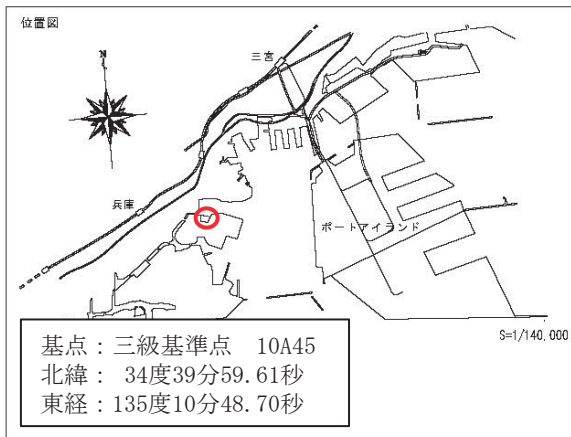 位置図
N
三宮
兵庫
ポートアイランド
S=1/140,000
基点：三級基準点　10A45
北緯： 34度39分59.61秒
東経：135度10分48.70秒